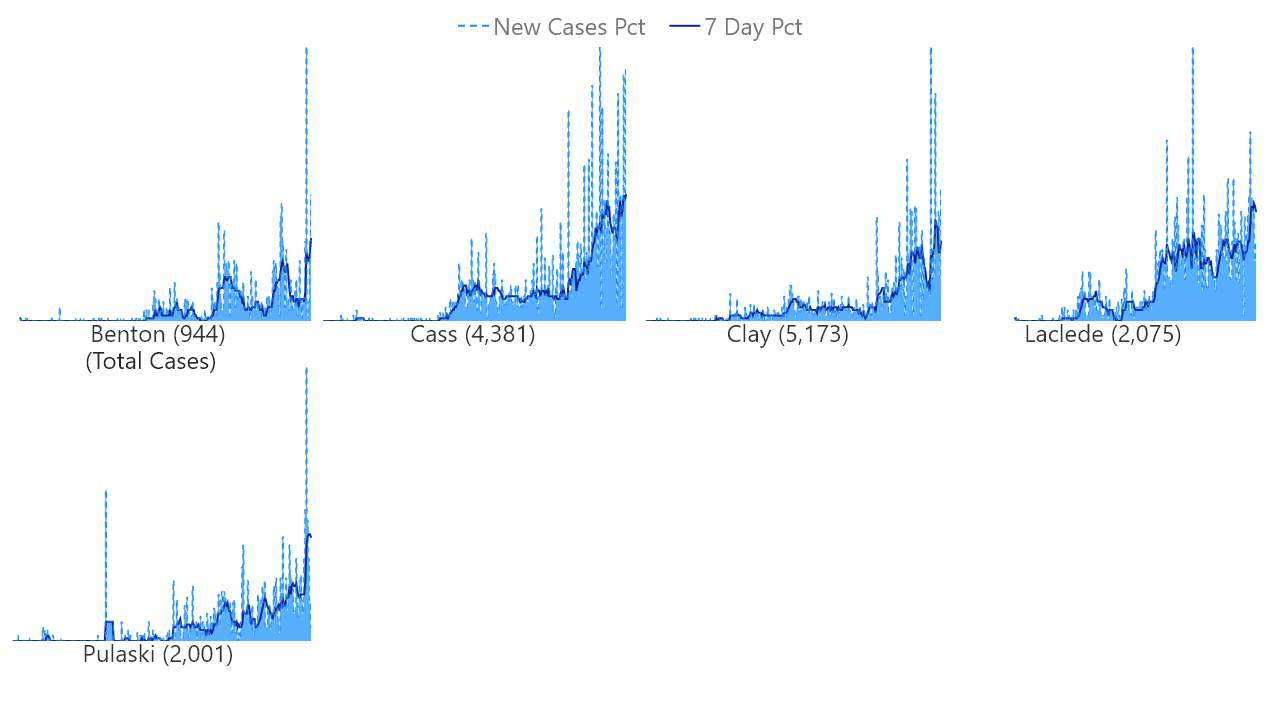 New Cases Pct 7 Day Pct
Benton (944) Cass (4,381) Clay (5,173) Laclede (2,075)
(Total Cases)
Pulaski (2,001)